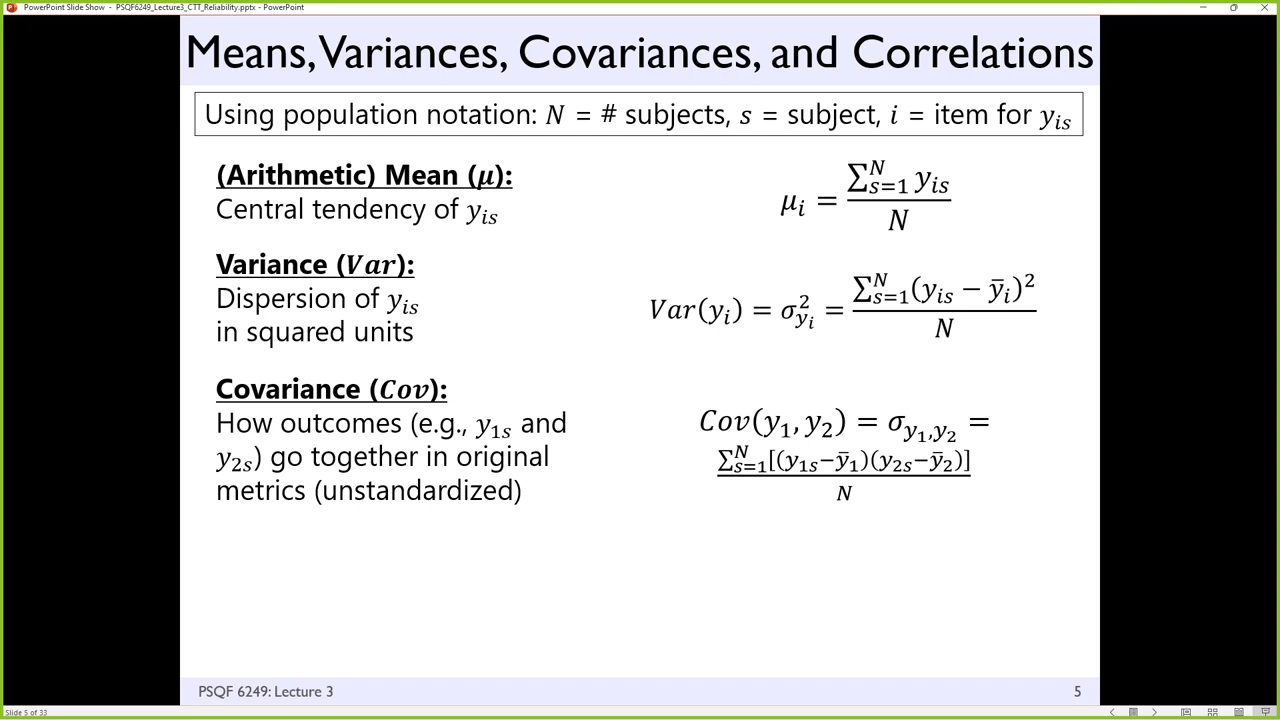 PowerPoint Slide Show - PSQF6249_Lecture3_CTT_Reliability.pptx - PowerPoint
Means, Variances, Covariances, and Correlations
Using population notation: N = # subjects, s = subject, i = item for y_is
(Arithmetic) Mean (μ):
Central tendency of y_is
μ_i = ∑_{s=1}^{N} y_is / N
Variance (Var):
Dispersion of y_is
in squared units
Var(y_i) = σ²_{y_i} = ∑_{s=1}^{N} (y_is − ȳ_i)² / N
Covariance (Cov):
How outcomes (e.g., y_1s and
y_2s) go together in original
metrics (unstandardized)
Cov(y_1, y_2) = σ_{y_1,y_2} =
∑_{s=1}^{N} [(y_1s − ȳ_1)(y_2s − ȳ_2)] / N
PSQF 6249: Lecture 3
5
Slide 5 of 33